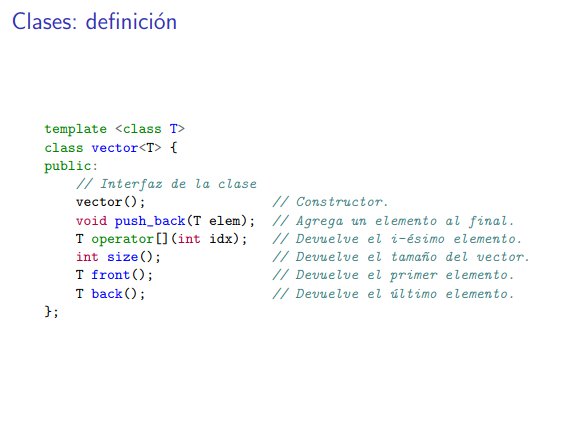 Clases: definición
template <class T>
class vector<T> {
public:
// Interfaz de la clase
vector(); // Constructor.
void push_back(T elem); // Agrega un elemento al final.
T operator[](int idx); // Devuelve el i-ésimo elemento.
int size(); // Devuelve el tamaño del vector.
T front(); // Devuelve el primer elemento.
T back(); // Devuelve el último elemento.
};